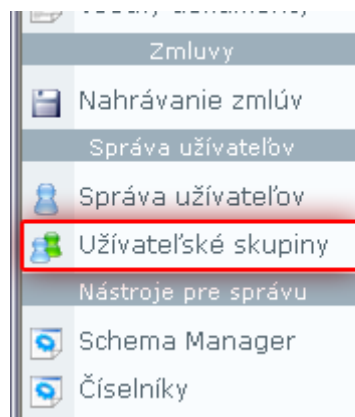 Zmluvy
Nahrávanie zmlúv
Správa užívateľov
Správa užívateľov
Užívateľské skupiny
Nástroje pre správu
Schema Manager
Číselníky